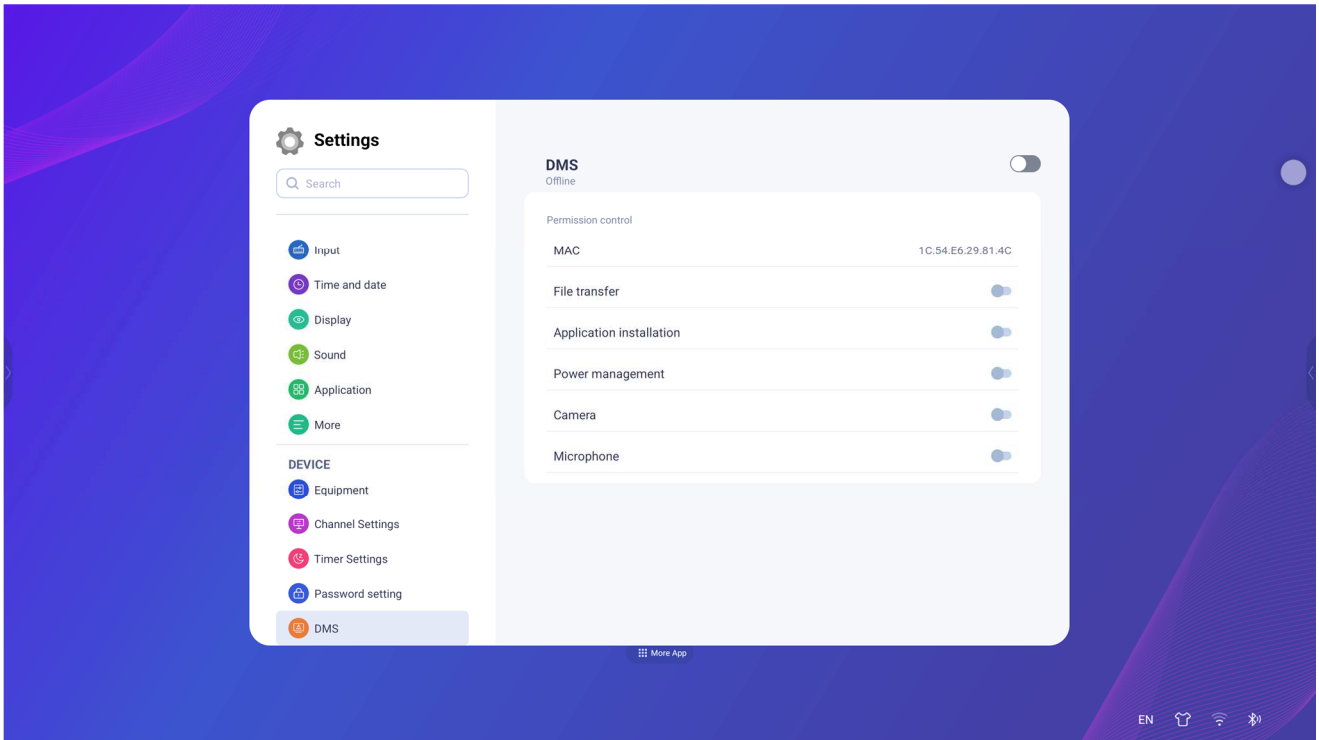 Settings
Search
Input
Time and date
Display
Sound
Application
More
DEVICE
Equipment
Channel Settings
Timer Settings
Password setting
DMS
DMS
Offline
Permission control
MAC 1C.54:E6.29.81.4C
File transfer
Application installation
Power management
Camera
Microphone
More App
EN